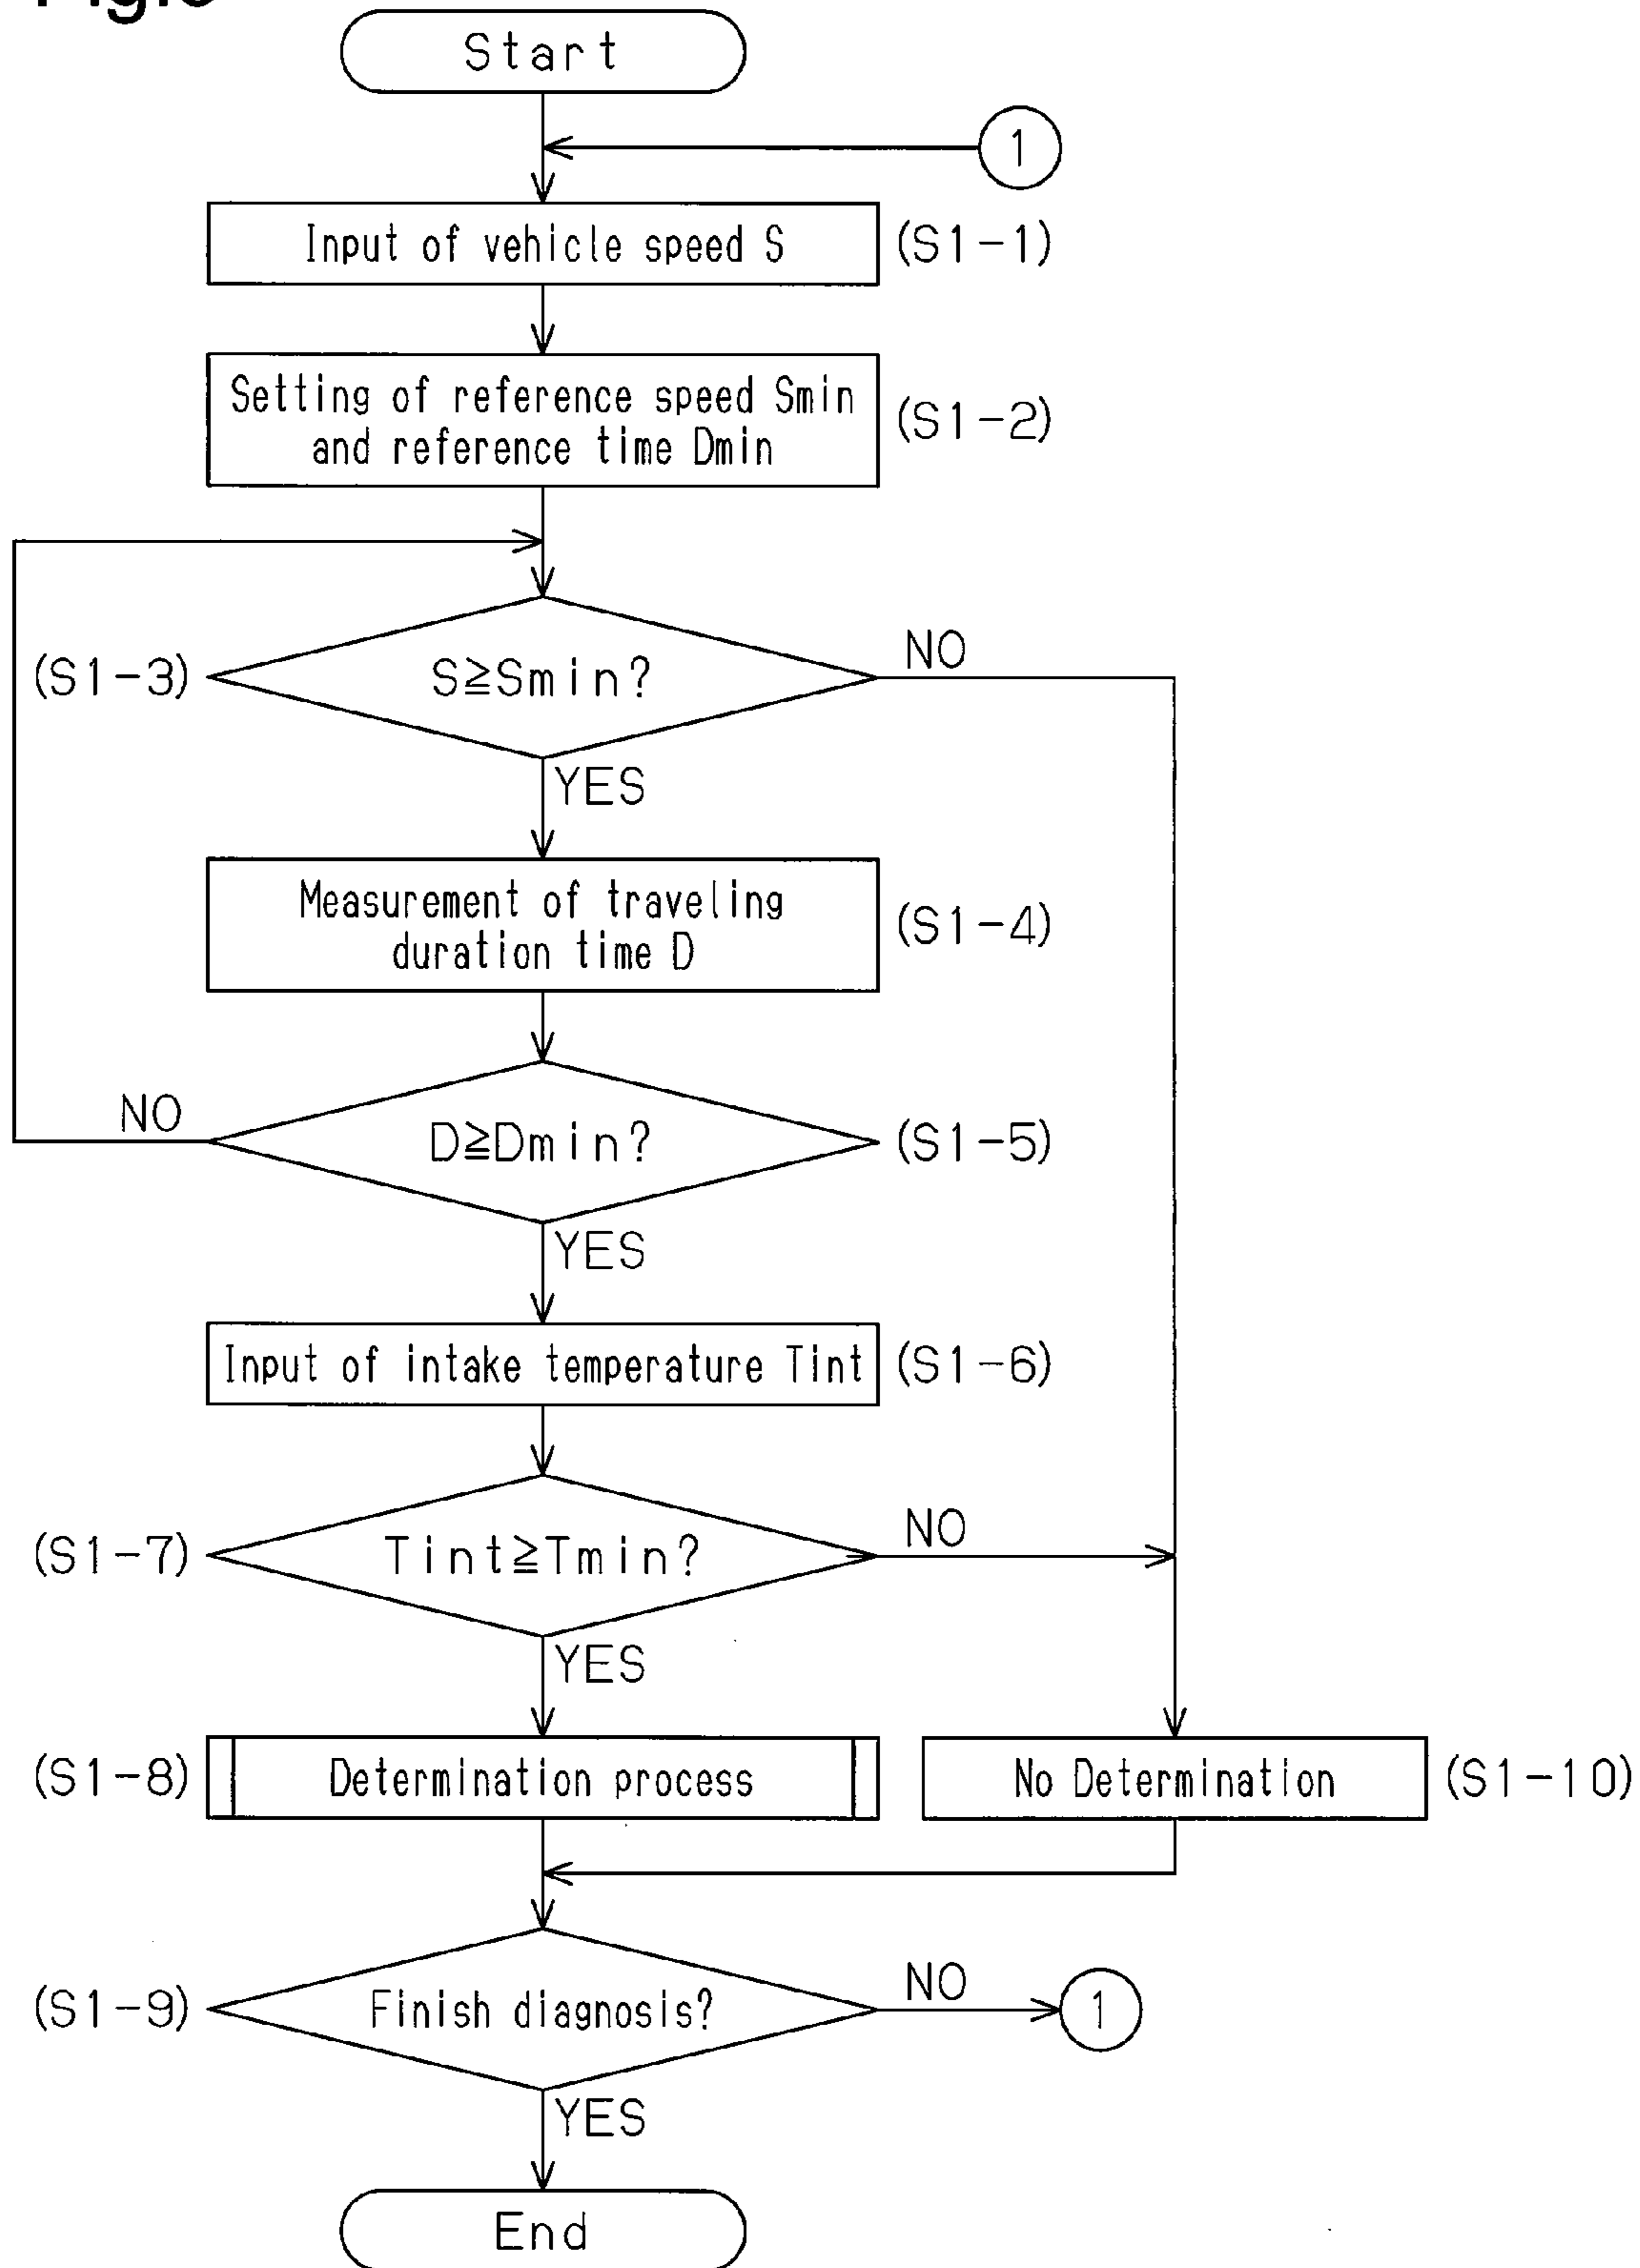 Start
1
Input of vehicle speed S (S1-1)
Setting of reference speed Smin
and reference time Dmin
(S1-2)
(S1-3) S≧Smin? NO
YES
Measurement of traveling
duration time D
(S1-4)
NO
D≧Dmin? (S1-5)
YES
Input of intake temperature Tint (S1-6)
(S1-7) Tint≧Tmin? NO
YES
(S1-8) Determination process
No Determination (S1-10)
(S1-9) Finish diagnosis? NO 1
YES
End